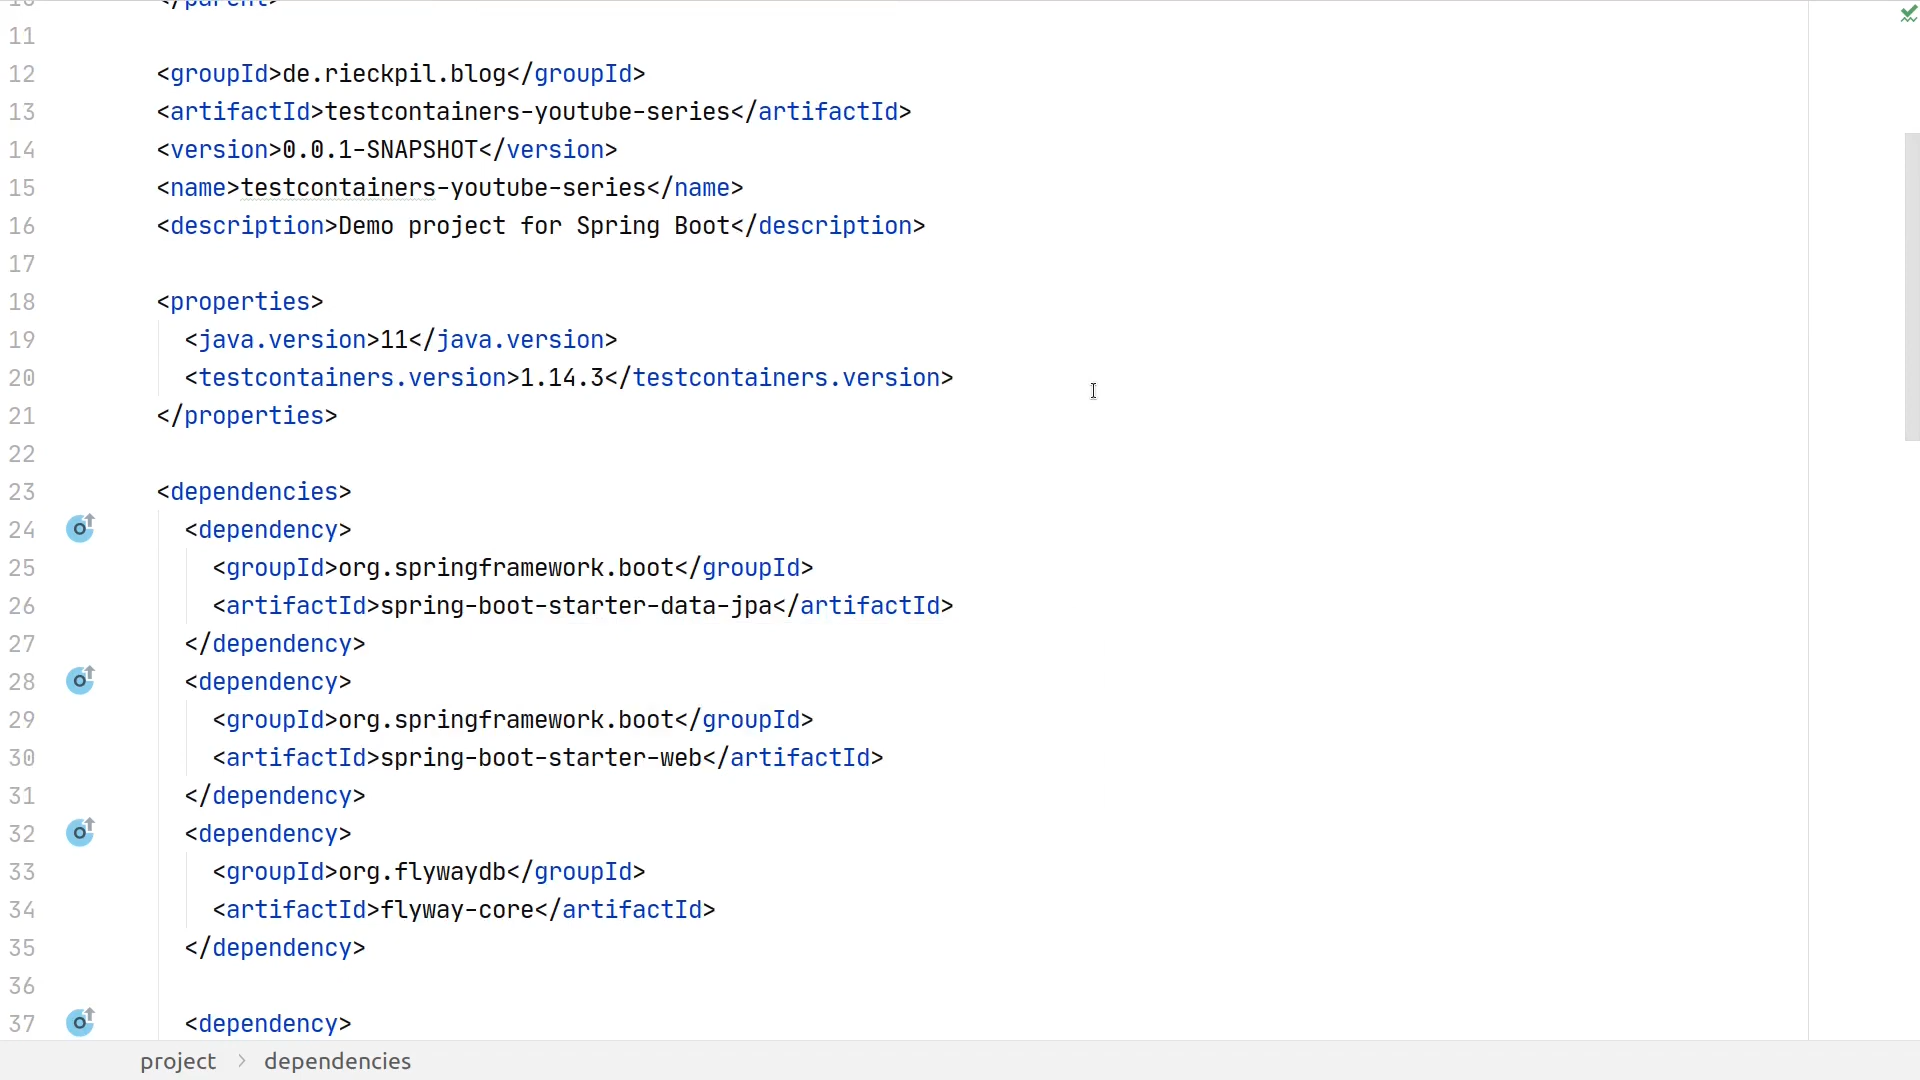 10 </parent>
11
12 <groupId>de.rieckpil.blog</groupId>
13 <artifactId>testcontainers-youtube-series</artifactId>
14 <version>0.0.1-SNAPSHOT</version>
15 <name>testcontainers-youtube-series</name>
16 <description>Demo project for Spring Boot</description>
17
18 <properties>
19 <java.version>11</java.version>
20 <testcontainers.version>1.14.3</testcontainers.version>
21 </properties>
22
23 <dependencies>
24 <dependency>
25 <groupId>org.springframework.boot</groupId>
26 <artifactId>spring-boot-starter-data-jpa</artifactId>
27 </dependency>
28 <dependency>
29 <groupId>org.springframework.boot</groupId>
30 <artifactId>spring-boot-starter-web</artifactId>
31 </dependency>
32 <dependency>
33 <groupId>org.flywaydb</groupId>
34 <artifactId>flyway-core</artifactId>
35 </dependency>
36
37 <dependency>
project > dependencies